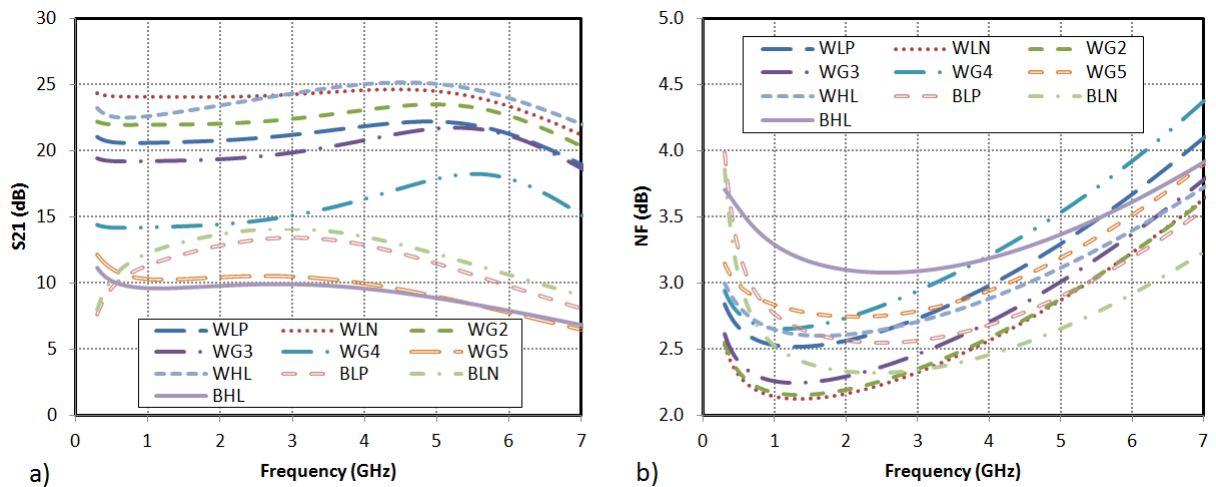 a)
S21 (dB)
30
25
20
15
10
5
0
WLP WLN WG2
WG3 WG4 WG5
WHL BLP BLN
BHL
0 1 2 3 4 5 6 7
Frequency (GHz)
b)
NF (dB)
5.0
4.5
4.0
3.5
3.0
2.5
2.0
WLP WLN WG2
WG3 WG4 WG5
WHL BLP BLN
BHL
0 1 2 3 4 5 6 7
Frequency (GHz)